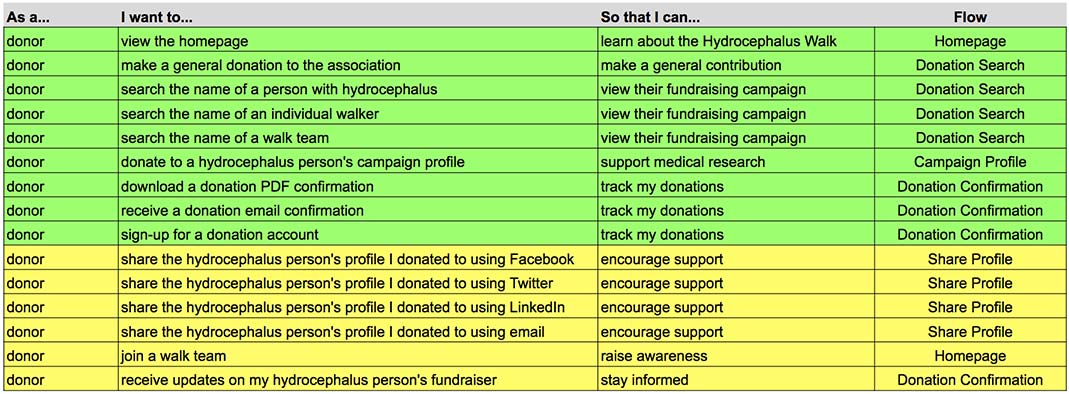 As a... I want to... So that I can... Flow
donor view the homepage learn about the Hydrocephalus Walk Homepage
donor make a general donation to the association make a general contribution Donation Search
donor search the name of a person with hydrocephalus view their fundraising campaign Donation Search
donor search the name of an individual walker view their fundraising campaign Donation Search
donor search the name of a walk team view their fundraising campaign Donation Search
donor donate to a hydrocephalus person's campaign profile support medical research Campaign Profile
donor download a donation PDF confirmation track my donations Donation Confirmation
donor receive a donation email confirmation track my donations Donation Confirmation
donor sign-up for a donation account track my donations Donation Confirmation
donor share the hydrocephalus person's profile I donated to using Facebook encourage support Share Profile
donor share the hydrocephalus person's profile I donated to using Twitter encourage support Share Profile
donor share the hydrocephalus person's profile I donated to using LinkedIn encourage support Share Profile
donor share the hydrocephalus person's profile I donated to using email encourage support Share Profile
donor join a walk team raise awareness Homepage
donor receive updates on my hydrocephalus person's fundraiser stay informed Donation Confirmation